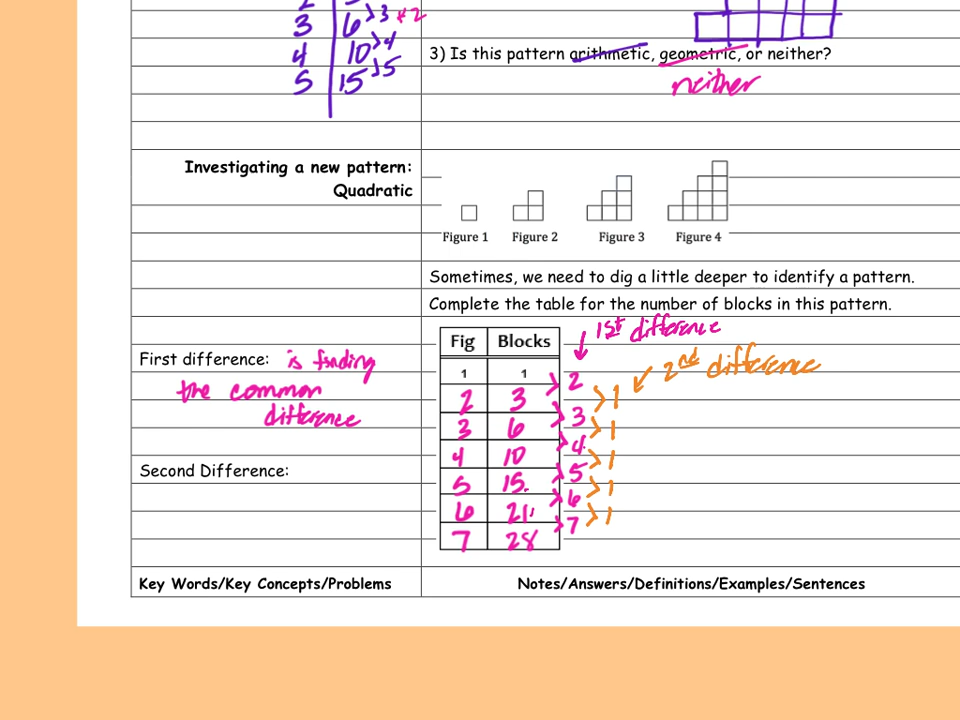 3 6 >3 *2
4 10 >4
5 15 >5
3) Is this pattern arithmetic, geometric, or neither?
neither
Investigating a new pattern:
Quadratic
Figure 1 Figure 2 Figure 3 Figure 4
Sometimes, we need to dig a little deeper to identify a pattern.
Complete the table for the number of blocks in this pattern.
1st difference
2nd difference
Fig Blocks
1 1
>2
2 3 >1
>3
3 6 >1
>4
4 10 >1
>5
5 15 >1
>6
6 21 >1
>7
7 28
First difference: is finding
the common
difference
Second Difference:
Key Words/Key Concepts/Problems
Notes/Answers/Definitions/Examples/Sentences